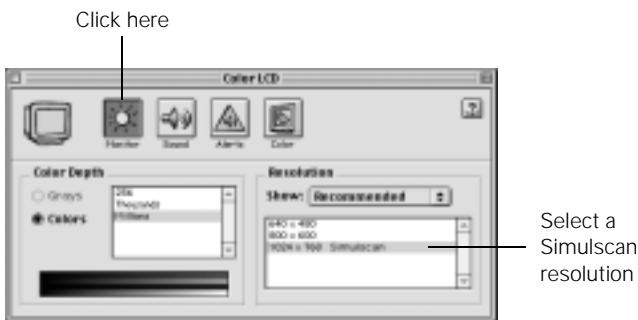 Click here
Color LCD
Monitor
Sound
Alerts
Color
Color Depth
Grays
Colors
256
Thousands
Millions
Resolution
Show: Recommended
640 x 480
800 x 600
1024 x 768 Simulscan
Select a
Simulscan
resolution